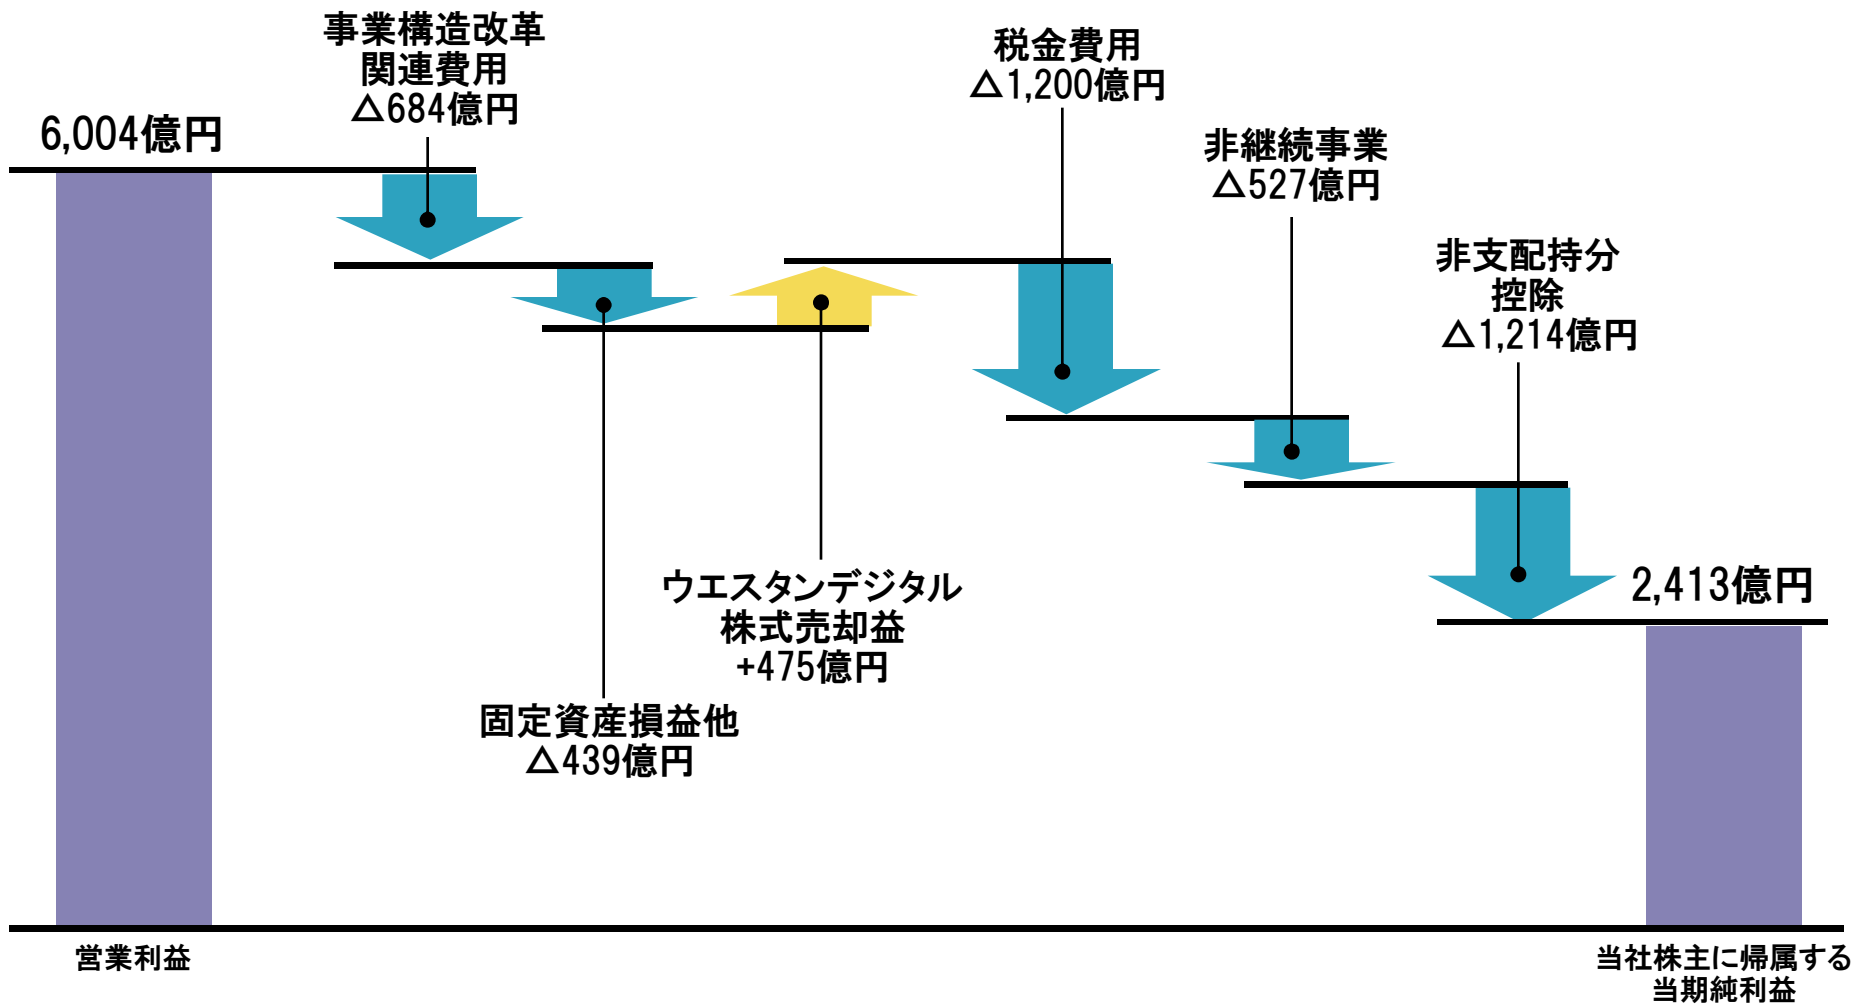 事業構造改革
関連費用
△684億円
6,004億円
税金費用
△1,200億円
非継続事業
△527億円
非支配持分
控除
△1,214億円
ウエスタンデジタル
株式売却益
+475億円
2,413億円
固定資産損益他
△439億円
営業利益
当社株主に帰属する
当期純利益